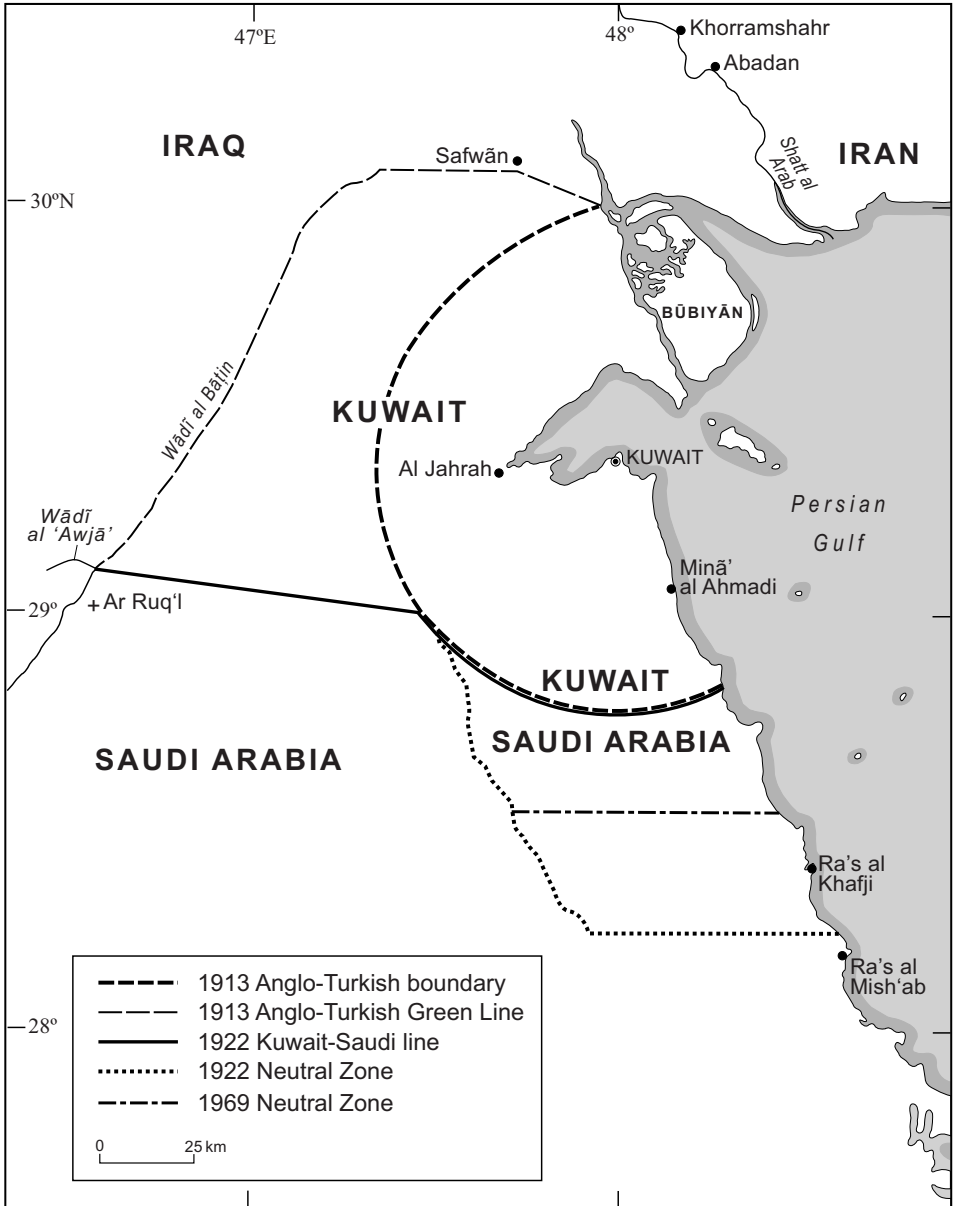 47ºE
48º
Khorramshahr
Abadan
IRAQ
Safwãn
Shatt al
Arab
IRAN
30ºN
BŪBIYĀN
Wādī al Bāṭin
KUWAIT
Al Jahrah
KUWAIT
Persian
Gulf
Wādī
al ‘Awjā’
Minã’
al Ahmadi
Ar Ruq‘l
29º
KUWAIT
SAUDI ARABIA
SAUDI ARABIA
Ra's al
Khafji
Ra's al
Mish‘ab
28º
1913 Anglo-Turkish boundary
1913 Anglo-Turkish Green Line
1922 Kuwait-Saudi line
1922 Neutral Zone
1969 Neutral Zone
0 25 km